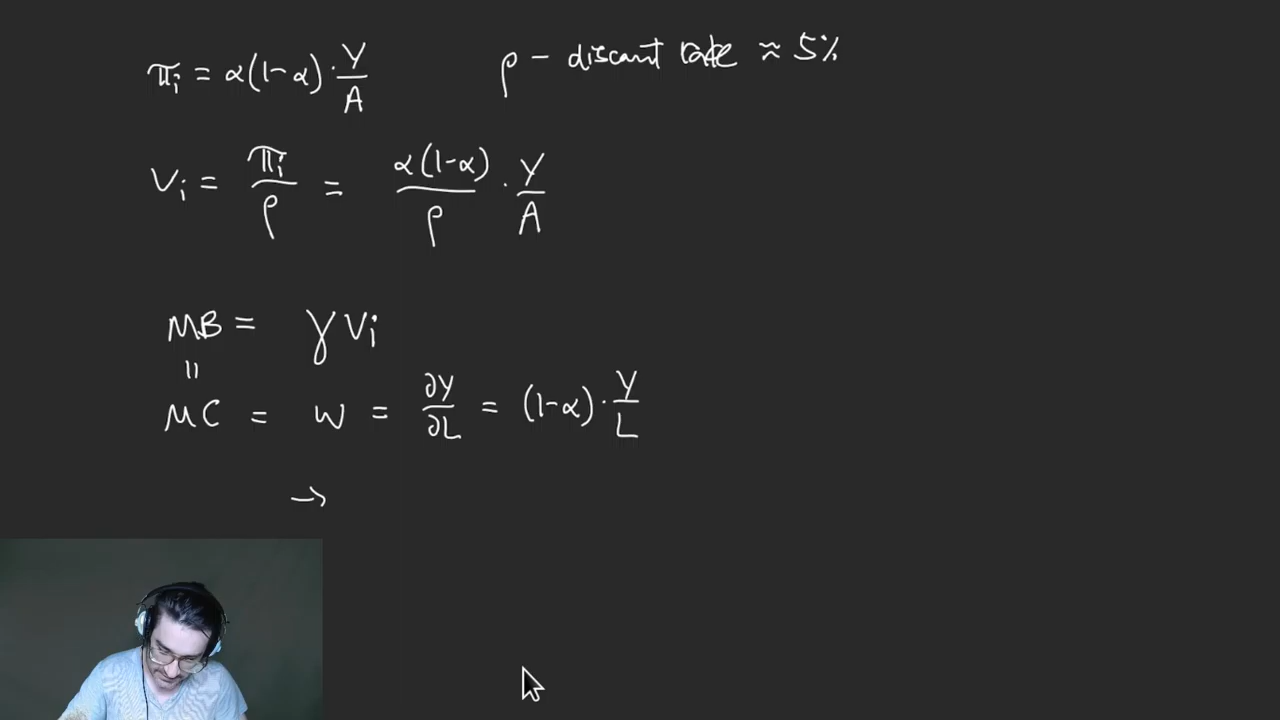 πᵢ = α(1-α) · Y/A    ρ - discount rate ≈ 5%
Vᵢ = πᵢ/ρ = α(1-α)/ρ · Y/A
MB = γVᵢ
=
MC = w = ∂Y/∂L = (1-α) · Y/L
→